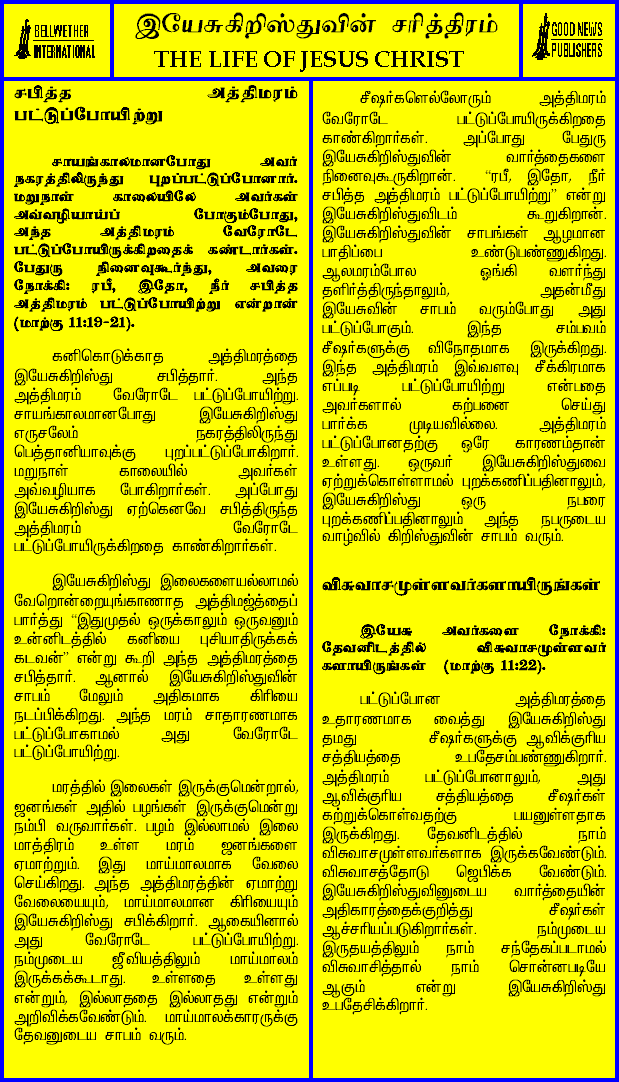 BELLWETHER
INTERNATIONAL
இயேசுகிறிஸ்துவின் சரித்திரம்
THE LIFE OF JESUS CHRIST
GOOD NEWS
PUBLISHERS
சபித்த அத்திமரம்
பட்டுப்போயிற்று
சாயங்காலமானபோது அவர்
நகரத்திலிருந்து புறப்பட்டுப்போனார்.
மறுநாள் காலையிலே அவர்கள்
அவ்வழியாய்ப் போகும்போது,
அந்த அத்திமரம் வேரோடே
பட்டுப்போயிருக்கிறதைக் கண்டார்கள்.
பேதுரு நினைவுகூர்ந்து, அவரை
நோக்கி: ரபீ, இதோ, நீர் சபித்த
அத்திமரம் பட்டுப்போயிற்று என்றான்
(மாற்கு 11:19-21).
கனிகொடுக்காத அத்திமரத்தை
இயேசுகிறிஸ்து சபித்தார். அந்த
அத்திமரம் வேரோடே பட்டுப்போயிற்று.
சாயங்காலமானபோது இயேசுகிறிஸ்து
எருசலேம் நகரத்திலிருந்து
பெத்தானியாவுக்கு புறப்பட்டுப்போகிறார்.
மறுநாள் காலையில் அவர்கள்
அவ்வழியாக போகிறார்கள். அப்போது
இயேசுகிறிஸ்து ஏற்கெனவே சபித்திருந்த
அத்திமரம் வேரோடே
பட்டுப்போயிருக்கிறதை காண்கிறார்கள்.
இயேசுகிறிஸ்து இலைகளையல்லாமல்
வேறொன்றையுங்காணாத அத்திமஜ்த்தைப்
பார்த்து “இதுமுதல் ஒருக்காலும் ஒருவனும்
உன்னிடத்தில் கனியை புசியாதிருக்கக்
கடவன்” என்று கூறி அந்த அத்திமரத்தை
சபித்தார். ஆனால் இயேசுகிறிஸ்துவின்
சாபம் மேலும் அதிகமாக கிரியை
நடப்பிக்கிறது. அந்த மரம் சாதாரணமாக
பட்டுப்போகாமல் அது வேரோடே
பட்டுப்போயிற்று.
மரத்தில் இலைகள் இருக்குமென்றால்,
ஜனங்கள் அதில் பழங்கள் இருக்குமென்று
நம்பி வருவார்கள். பழம் இல்லாமல் இலை
மாத்திரம் உள்ள மரம் ஜனங்களை
ஏமாற்றும். இது மாய்மாலமாக வேலை
செய்கிறது. அந்த அத்திமரத்தின் ஏமாற்று
வேலையையும், மாய்மாலமான கிரியையும்
இயேசுகிறிஸ்து சபிக்கிறார். ஆகையினால்
அது வேரோடே பட்டுப்போயிற்று.
நம்முடைய ஜீவியத்திலும் மாய்மாலம்
இருக்கக்கூடாது. உள்ளதை உள்ளது
என்றும், இல்லாததை இல்லாதது என்றும்
அறிவிக்கவேண்டும். மாய்மாலக்காரருக்கு
தேவனுடைய சாபம் வரும்.
சீஷர்களெல்லோரும் அத்திமரம்
வேரோடே பட்டுப்போயிருக்கிறதை
காண்கிறார்கள். அப்போது பேதுரு
இயேசுகிறிஸ்துவின் வார்த்தைகளை
நினைவுகூருகிறான். “ரபீ, இதோ, நீர்
சபித்த அத்திமரம் பட்டுப்போயிற்று” என்று
இயேசுகிறிஸ்துவிடம் கூறுகிறான்.
இயேசுகிறிஸ்துவின் சாபங்கள் ஆழமான
பாதிப்பை உண்டுபண்ணுகிறது.
ஆலமரம்போல ஓங்கி வளர்ந்து
தளிர்த்திருந்தாலும், அதன்மீது
இயேசுவின் சாபம் வரும்போது அது
பட்டுப்போகும். இந்த சம்பவம்
சீஷர்களுக்கு விநோதமாக இருக்கிறது.
இந்த அத்திமரம் இவ்வளவு சீக்கிரமாக
எப்படி பட்டுப்போயிற்று என்பதை
அவர்களால் கற்பனை செய்து
பார்க்க முடியவில்லை. அத்திமரம்
பட்டுப்போனதற்கு ஒரே காரணம்தான்
உள்ளது. ஒருவர் இயேசுகிறிஸ்துவை
ஏற்றுக்கொள்ளாமல் புறக்கணிப்பதினாலும்,
இயேசுகிறிஸ்து ஒரு நபரை
புறக்கணிப்பதினாலும் அந்த நபருடைய
வாழ்வில் கிறிஸ்துவின் சாபம் வரும்.
விசுவாசமுள்ளவர்களாயிருங்கள்
இயேசு அவர்களை நோக்கி:
தேவனிடத்தில் விசுவாசமுள்ளவர்
களாயிருங்கள் (மாற்கு 11:22).
பட்டுப்போன அத்திமரத்தை
உதாரணமாக வைத்து இயேசுகிறிஸ்து
தமது சீஷர்களுக்கு ஆவிக்குரிய
சத்தியத்தை உபதேசம்பண்ணுகிறார்.
அத்திமரம் பட்டுப்போனாலும், அது
ஆவிக்குரிய சத்தியத்தை சீஷர்கள்
கற்றுக்கொள்வதற்கு பயனுள்ளதாக
இருக்கிறது. தேவனிடத்தில் நாம்
விசுவாசமுள்ளவர்களாக இருக்கவேண்டும்.
விசுவாசத்தோடு ஜெபிக்க வேண்டும்.
இயேசுகிறிஸ்துவினுடைய வார்த்தையின்
அதிகாரத்தைக்குறித்து சீஷர்கள்
ஆச்சரியப்படுகிறார்கள். நம்முடைய
இருதயத்திலும் நாம் சந்தேகப்படாமல்
விசுவாசித்தால் நாம் சொன்னபடியே
ஆகும் என்று இயேசுகிறிஸ்து
உபதேசிக்கிறார்.